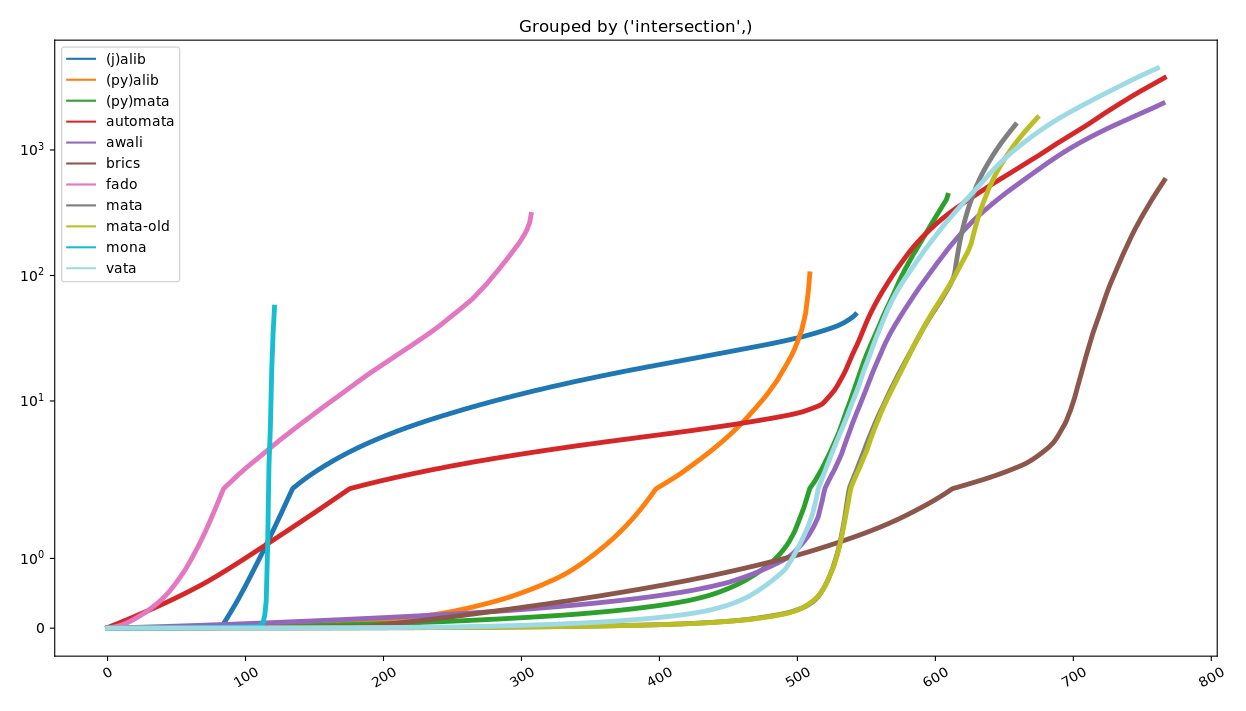 Grouped by ('intersection',)
(j)alib
(py)alib
(py)mata
automata
awali
brics
fado
mata
mata-old
mona
vata
10³
10²
10¹
10⁰
0
0 100 200 300 400 500 600 700 800